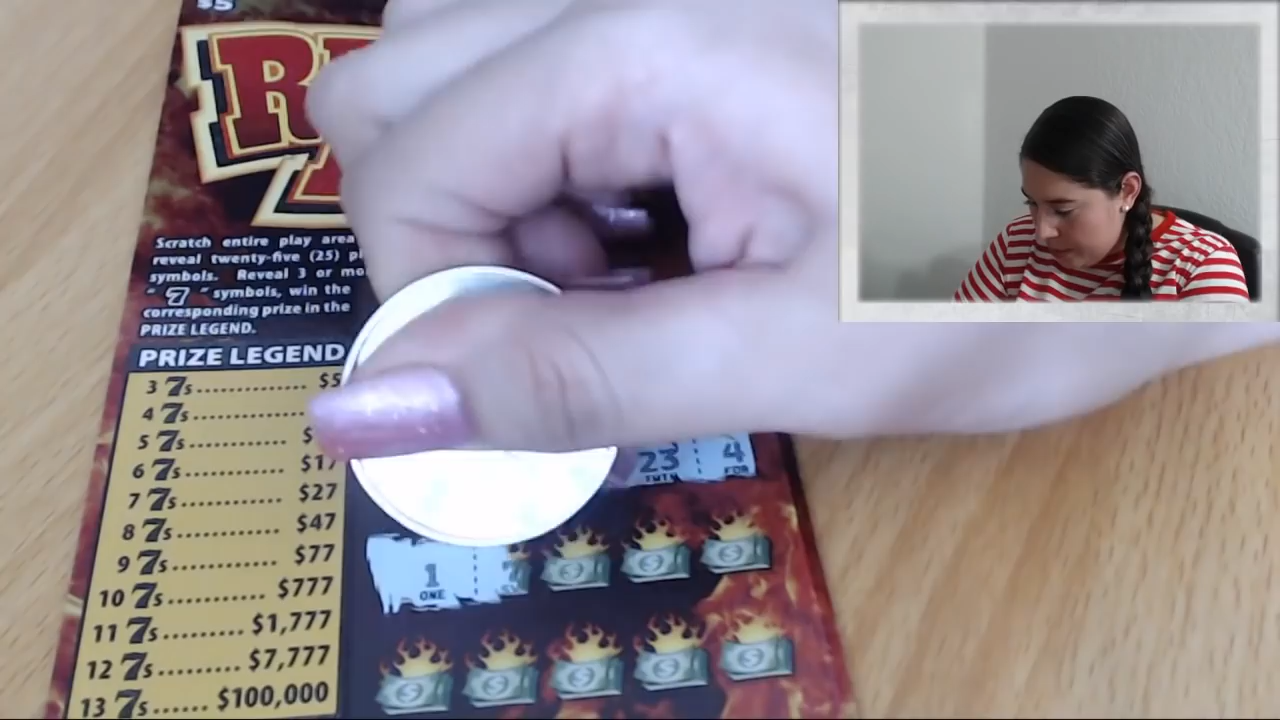 $5
Scratch entire play area
reveal twenty-five (25)
symbols. Reveal 3 or
" 7 " symbols, win the
corresponding prize in the
PRIZE LEGEND.
PRIZE LEGEND
3 7s............... $5
4 7s...............
5 7s............... $
6 7s............... $17
7 7s............... $27
8 7s............... $47
9 7s............... $77
10 7s........... $777
11 7s......... $1,777
12 7s......... $7,777
13 7s...... $100,000
23 4
FOR
1 7
ONE